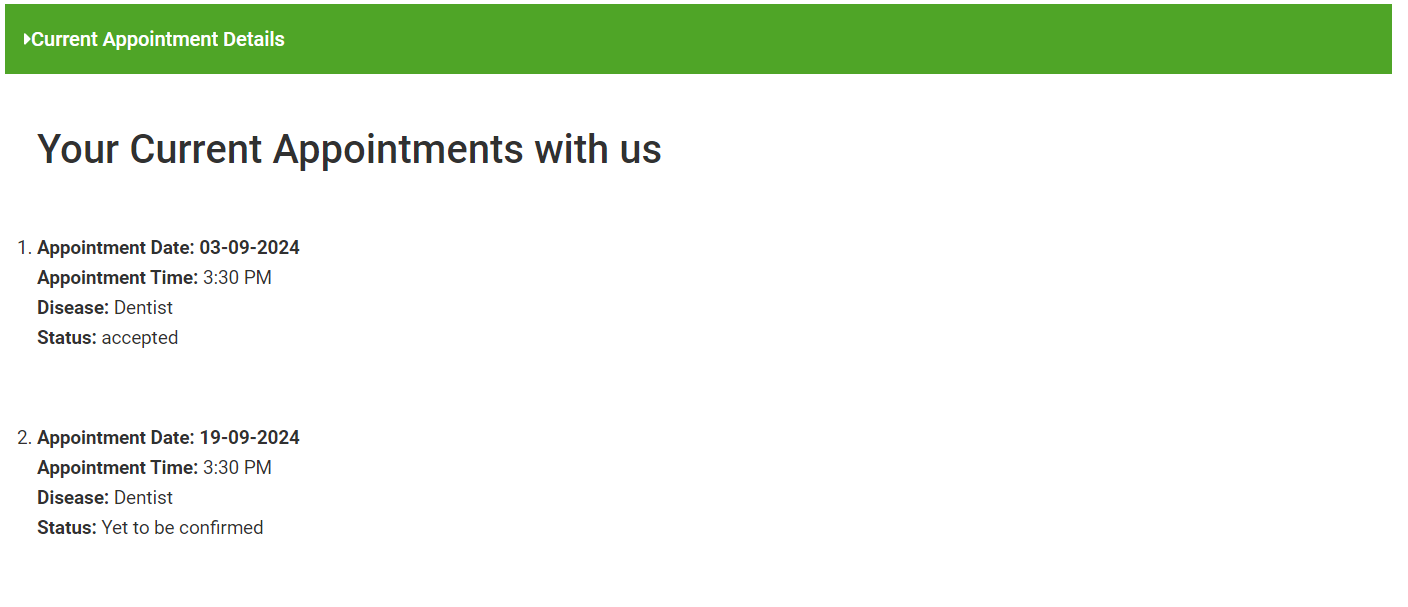 Current Appointment Details
Your Current Appointments with us
1. Appointment Date: 03-09-2024
Appointment Time: 3:30 PM
Disease: Dentist
Status: accepted
2. Appointment Date: 19-09-2024
Appointment Time: 3:30 PM
Disease: Dentist
Status: Yet to be confirmed